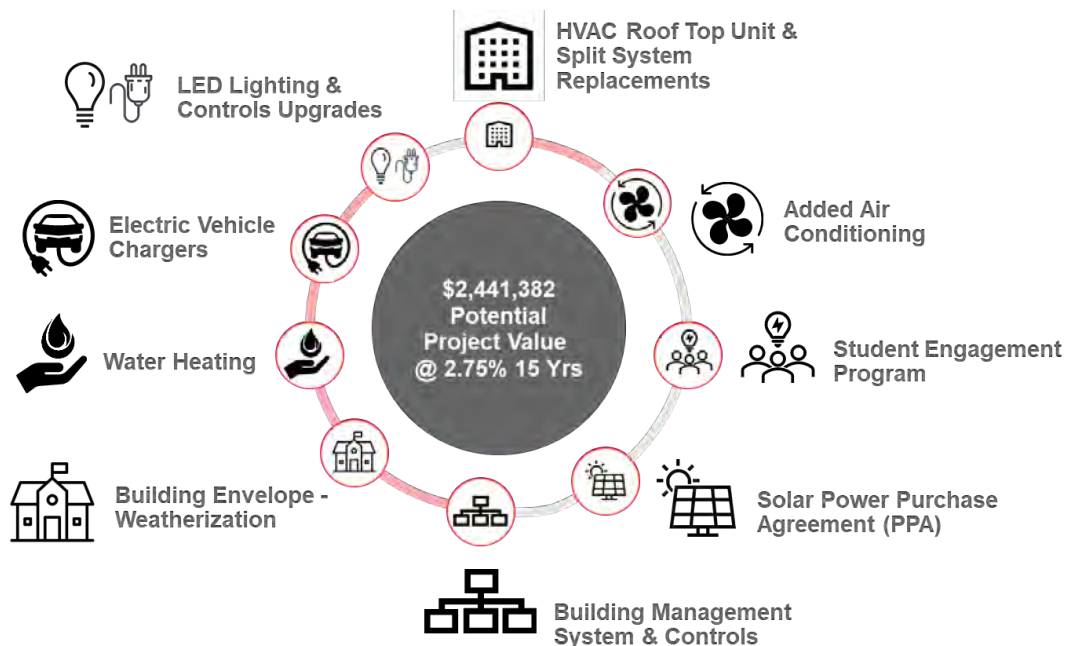 HVAC Roof Top Unit &
Split System
Replacements
LED Lighting &
Controls Upgrades
Added Air
Conditioning
Electric Vehicle
Chargers
$2,441,382
Potential
Project Value
@ 2.75% 15 Yrs
Water Heating
Student Engagement
Program
Building Envelope -
Weatherization
Solar Power Purchase
Agreement (PPA)
Building Management
System & Controls